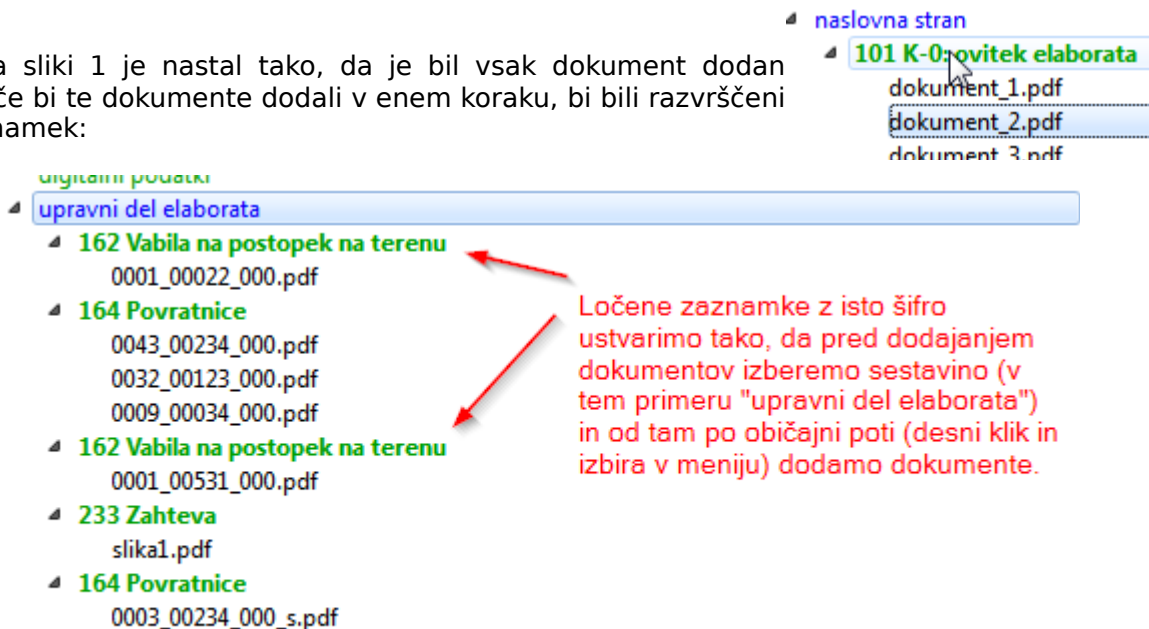 naslovna stran
101 K-0: ovitek elaborata
dokument_1.pdf
dokument_2.pdf
dokument_3.pdf
a sliki 1 je nastal tako, da je bil vsak dokument dodan
če bi te dokumente dodali v enem koraku, bi bili razvrščeni
namek:
digitalni podatki
upravni del elaborata
162 Vabila na postopek na terenu
0001_00022_000.pdf
164 Povratnice
0043_00234_000.pdf
0032_00123_000.pdf
0009_00034_000.pdf
162 Vabila na postopek na terenu
0001_00531_000.pdf
233 Zahteva
slika1.pdf
164 Povratnice
0003_00234_000_s.pdf
Ločene zaznamke z isto šifro
ustvarimo tako, da pred dodajanjem
dokumentov izberemo sestavino (v
tem primeru "upravni del elaborata")
in od tam po običajni poti (desni klik in
izbira v meniju) dodamo dokumente.